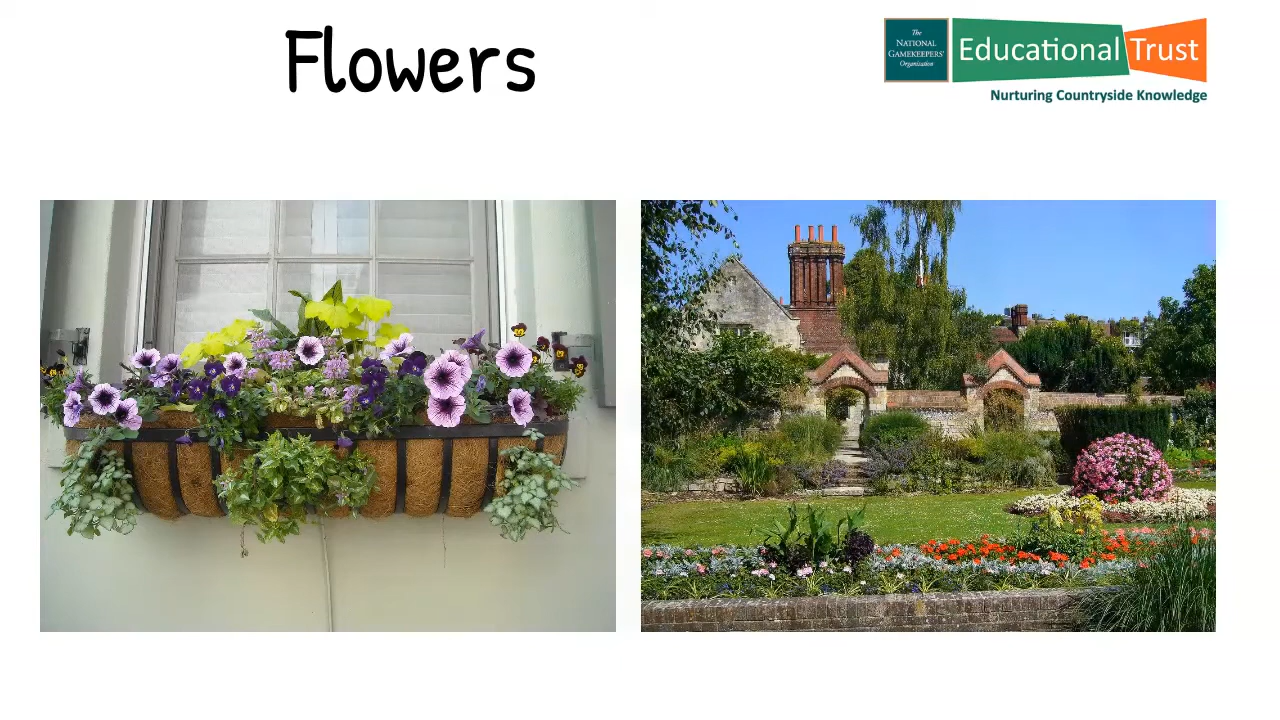 Flowers
The
NATIONAL
GAMEKEEPERS'
Organisation
Educational Trust
Nurturing Countryside Knowledge